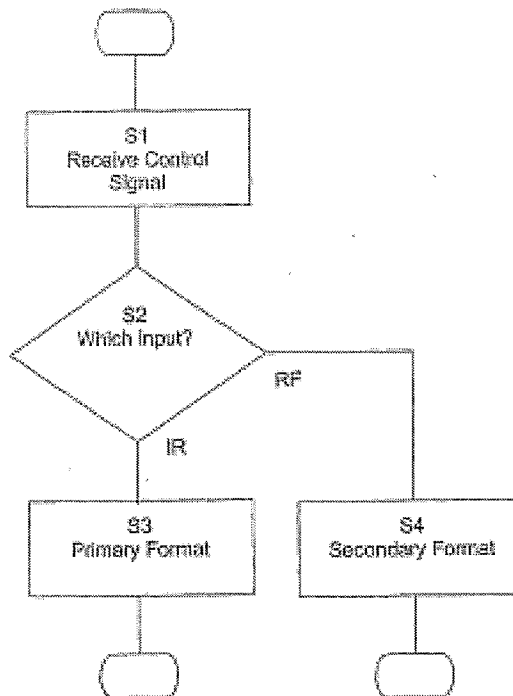 S1
Receive Control
Signal
S2
Which Input?
RF
IR
S3
Primary Format
S4
Secondary Format